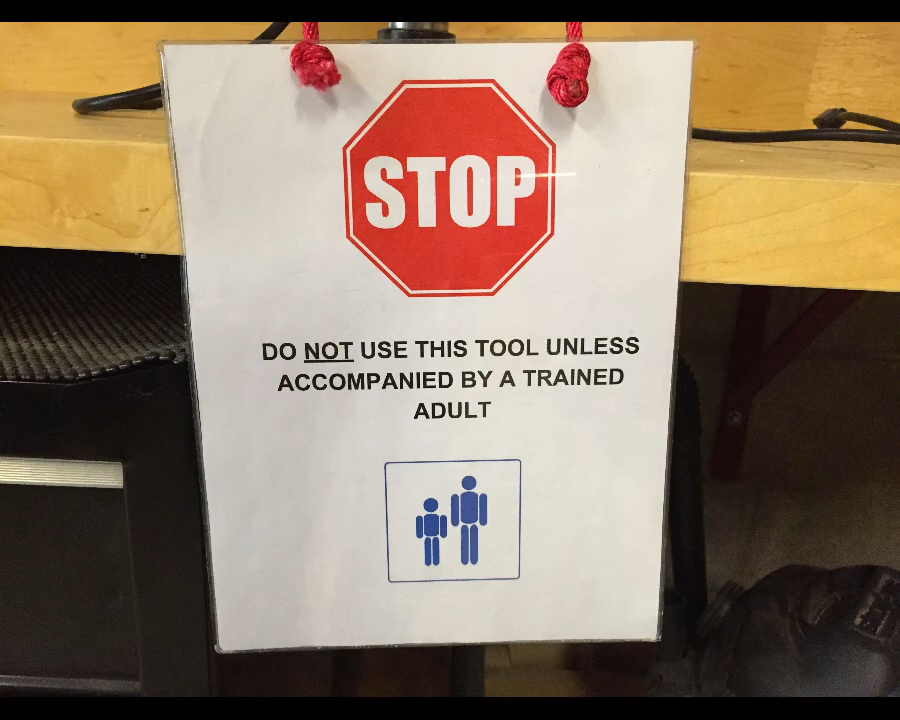 STOP
DO NOT USE THIS TOOL UNLESS
ACCOMPANIED BY A TRAINED
ADULT